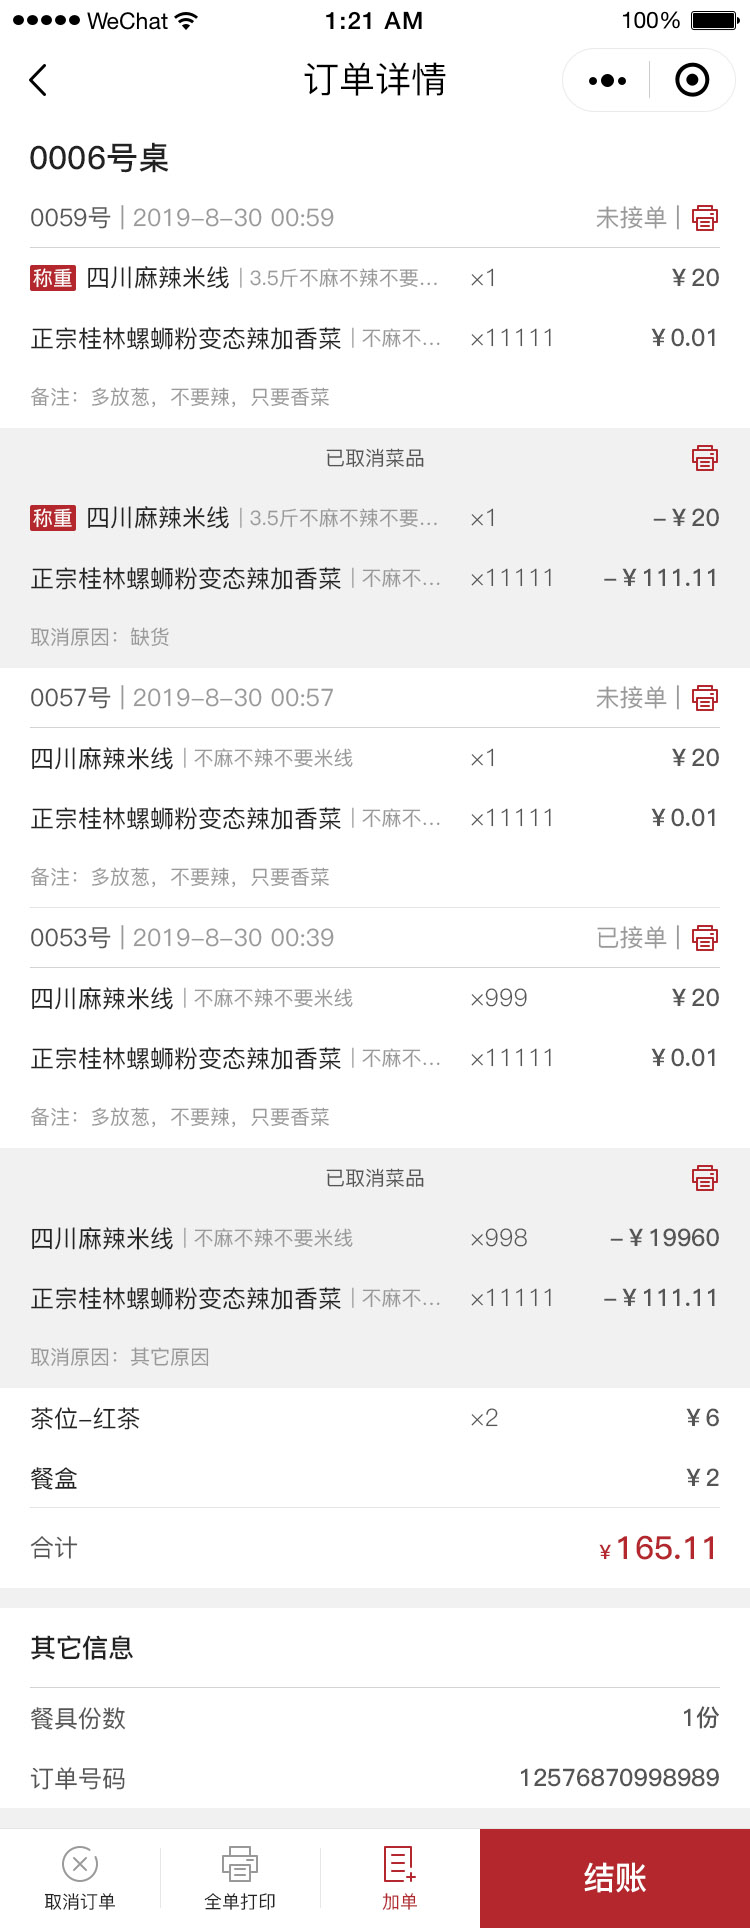 WeChat 1:21 AM 100%
订单详情
0006号桌
0059号 | 2019-8-30 00:59 未接单 |
称重 四川麻辣米线 | 3.5斤不麻不辣不要... ×1 ¥20
正宗桂林螺蛳粉变态辣加香菜 | 不麻不... ×11111 ¥0.01
备注：多放葱，不要辣，只要香菜
已取消菜品
称重 四川麻辣米线 | 3.5斤不麻不辣不要... ×1 -¥20
正宗桂林螺蛳粉变态辣加香菜 | 不麻不... ×11111 -¥111.11
取消原因：缺货
0057号 | 2019-8-30 00:57 未接单 |
四川麻辣米线 | 不麻不辣不要米线 ×1 ¥20
正宗桂林螺蛳粉变态辣加香菜 | 不麻不... ×11111 ¥0.01
备注：多放葱，不要辣，只要香菜
0053号 | 2019-8-30 00:39 已接单 |
四川麻辣米线 | 不麻不辣不要米线 ×999 ¥20
正宗桂林螺蛳粉变态辣加香菜 | 不麻不... ×11111 ¥0.01
备注：多放葱，不要辣，只要香菜
已取消菜品
四川麻辣米线 | 不麻不辣不要米线 ×998 -¥19960
正宗桂林螺蛳粉变态辣加香菜 | 不麻不... ×11111 -¥111.11
取消原因：其它原因
茶位-红茶 ×2 ¥6
餐盒 ¥2
合计 ¥165.11
其它信息
餐具份数 1份
订单号码 12576870998989
取消订单 全单打印 加单 结账